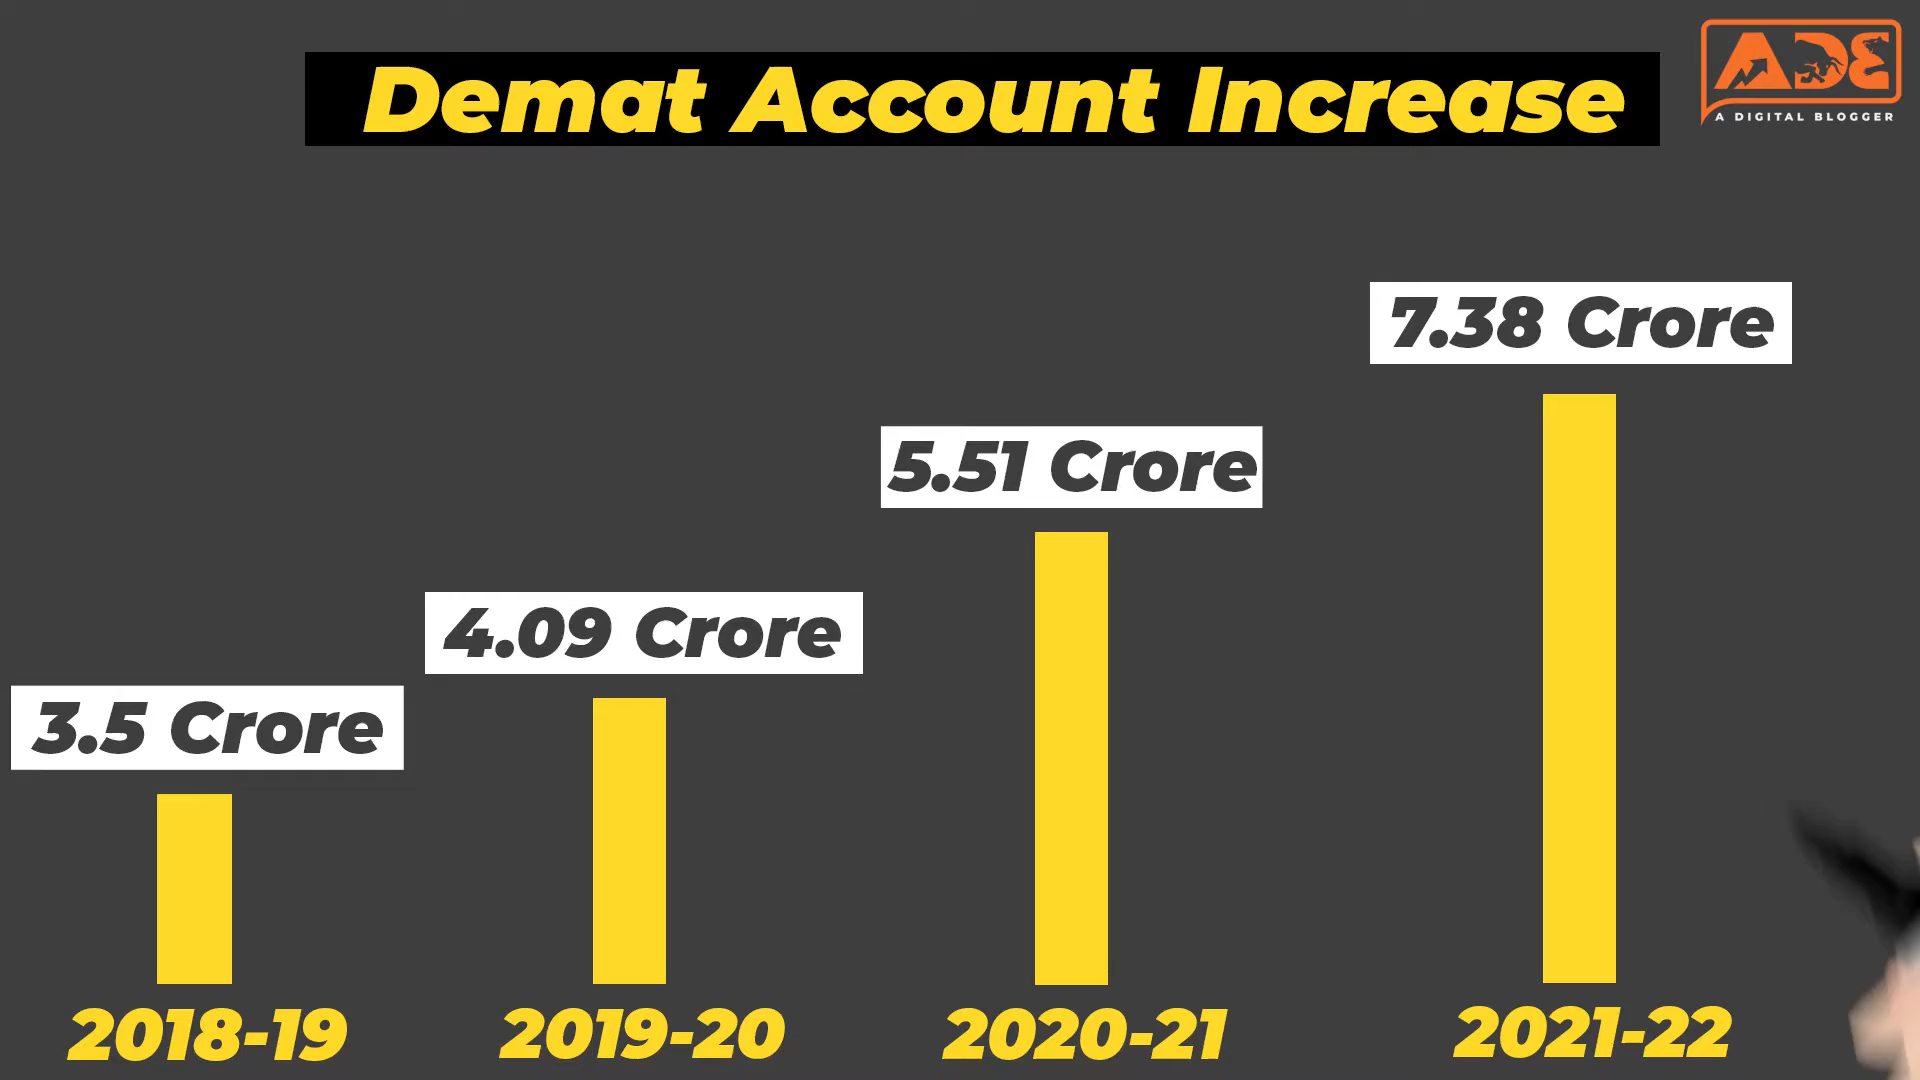 Demat Account Increase
ADB
A DIGITAL BLOGGER
7.38 Crore
5.51 Crore
4.09 Crore
3.5 Crore
2018-19
2019-20
2020-21
2021-22